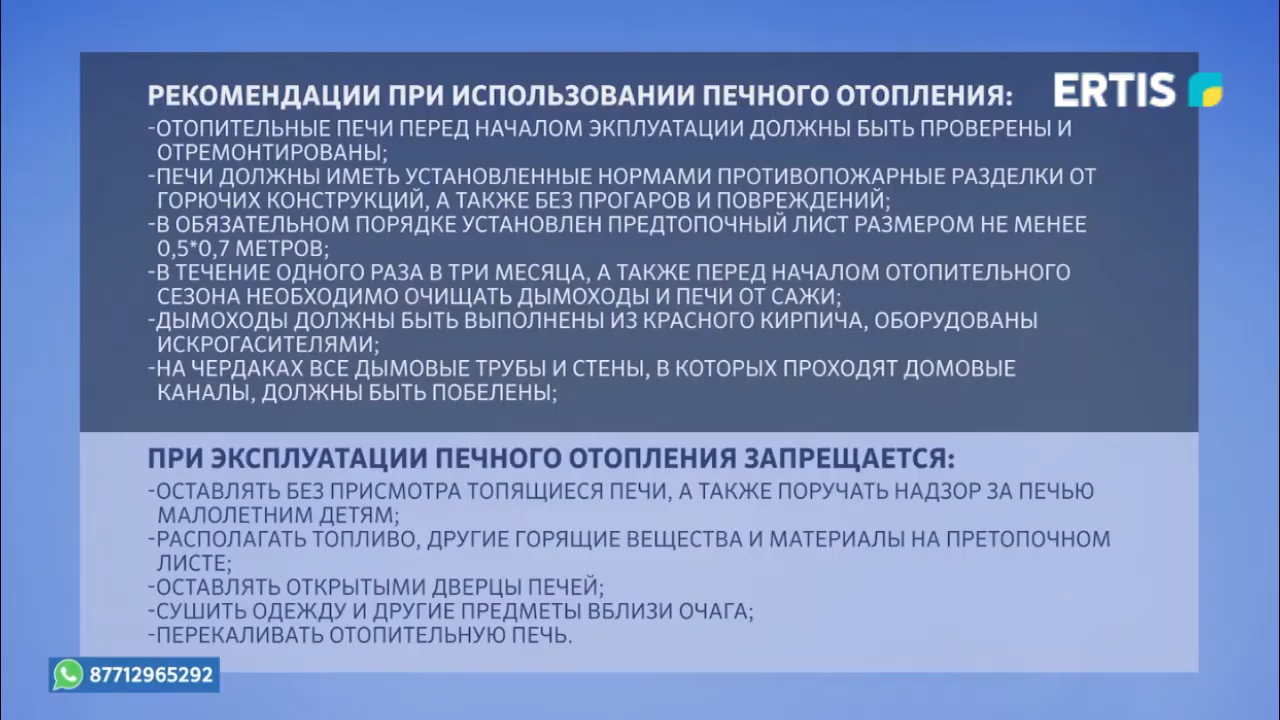 РЕКОМЕНДАЦИИ ПРИ ИСПОЛЬЗОВАНИИ ПЕЧНОГО ОТОПЛЕНИЯ:
ERTIS
-ОТОПИТЕЛЬНЫЕ ПЕЧИ ПЕРЕД НАЧАЛОМ ЭКПЛУАТАЦИИ ДОЛЖНЫ БЫТЬ ПРОВЕРЕНЫ И
ОТРЕМОНТИРОВАНЫ;
-ПЕЧИ ДОЛЖНЫ ИМЕТЬ УСТАНОВЛЕННЫЕ НОРМАМИ ПРОТИВОПОЖАРНЫЕ РАЗДЕЛКИ ОТ
ГОРЮЧИХ КОНСТРУКЦИЙ, А ТАКЖЕ БЕЗ ПРОГАРОВ И ПОВРЕЖДЕНИЙ;
-В ОБЯЗАТЕЛЬНОМ ПОРЯДКЕ УСТАНОВЛЕН ПРЕДТОПОЧНЫЙ ЛИСТ РАЗМЕРОМ НЕ МЕНЕЕ
0,5*0,7 МЕТРОВ;
-В ТЕЧЕНИЕ ОДНОГО РАЗА В ТРИ МЕСЯЦА, А ТАКЖЕ ПЕРЕД НАЧАЛОМ ОТОПИТЕЛЬНОГО
СЕЗОНА НЕОБХОДИМО ОЧИЩАТЬ ДЫМОХОДЫ И ПЕЧИ ОТ САЖИ;
-ДЫМОХОДЫ ДОЛЖНЫ БЫТЬ ВЫПОЛНЕНЫ ИЗ КРАСНОГО КИРПИЧА, ОБОРУДОВАНЫ
ИСКРОГАСИТЕЛЯМИ;
-НА ЧЕРДАКАХ ВСЕ ДЫМОВЫЕ ТРУБЫ И СТЕНЫ, В КОТОРЫХ ПРОХОДЯТ ДОМОВЫЕ
КАНАЛЫ, ДОЛЖНЫ БЫТЬ ПОБЕЛЕНЫ;
ПРИ ЭКСПЛУАТАЦИИ ПЕЧНОГО ОТОПЛЕНИЯ ЗАПРЕЩАЕТСЯ:
-ОСТАВЛЯТЬ БЕЗ ПРИСМОТРА ТОПЯЩИЕСЯ ПЕЧИ, А ТАКЖЕ ПОРУЧАТЬ НАДЗОР ЗА ПЕЧЬЮ
МАЛОЛЕТНИМ ДЕТЯМ;
-РАСПОЛАГАТЬ ТОПЛИВО, ДРУГИЕ ГОРЯЩИЕ ВЕЩЕСТВА И МАТЕРИАЛЫ НА ПРЕТОПОЧНОМ
ЛИСТЕ;
-ОСТАВЛЯТЬ ОТКРЫТЫМИ ДВЕРЦЫ ПЕЧЕЙ;
-СУШИТЬ ОДЕЖДУ И ДРУГИЕ ПРЕДМЕТЫ ВБЛИЗИ ОЧАГА;
-ПЕРЕКАЛИВАТЬ ОТОПИТЕЛЬНУЮ ПЕЧЬ.
87712965292